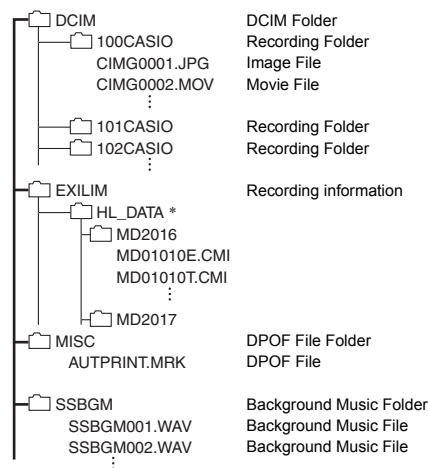 DCIM DCIM Folder
100CASIO Recording Folder
CIMG0001.JPG Image File
CIMG0002.MOV Movie File
101CASIO Recording Folder
102CASIO Recording Folder
EXILIM Recording information
HL_DATA *
MD2016
MD01010E.CMI
MD01010T.CMI
MD2017
MISC DPOF File Folder
AUTPRINT.MRK DPOF File
SSBGM Background Music Folder
SSBGM001.WAV Background Music File
SSBGM002.WAV Background Music File